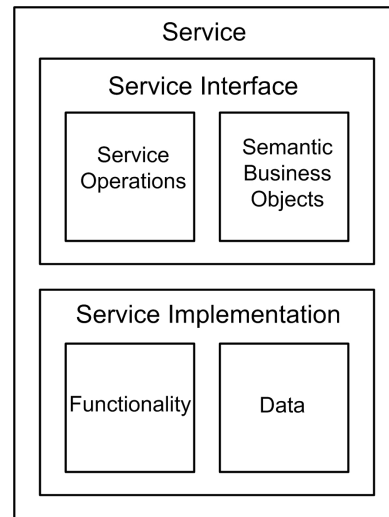 Service
Service Interface
Service
Operations
Semantic
Business
Objects
Service Implementation
Functionality
Data